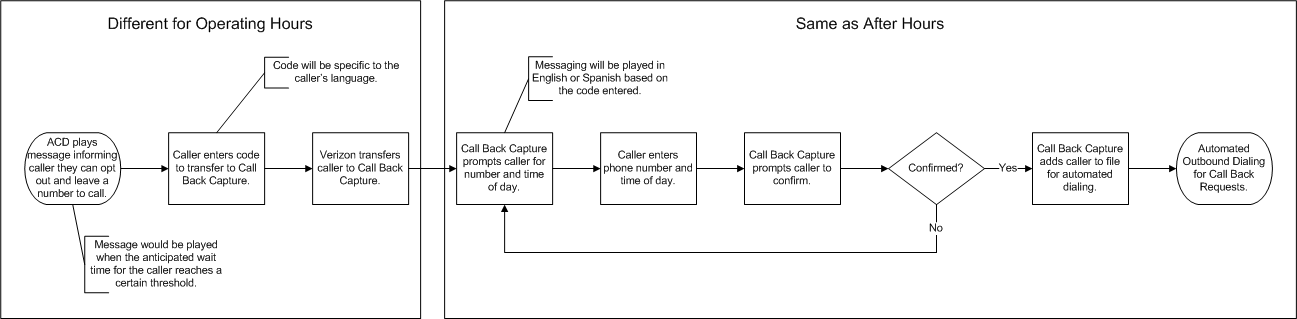 Different for Operating Hours
Same as After Hours
Code will be specific to the
caller's language.
Messaging will be played in
English or Spanish based on
the code entered.
ACD plays
message informing
caller they can opt
out and leave a
number to call.
Caller enters code
to transfer to Call
Back Capture.
Verizon transfers
caller to Call Back
Capture.
Call Back Capture
prompts caller for
number and time
of day.
Caller enters
phone number and
time of day.
Call Back Capture
prompts caller to
confirm.
Confirmed?
Yes
Call Back Capture
adds caller to file
for automated
dialing.
Automated
Outbound Dialing
for Call Back
Requests.
No
Message would be played
when the anticipated wait
time for the caller reaches a
certain threshold.